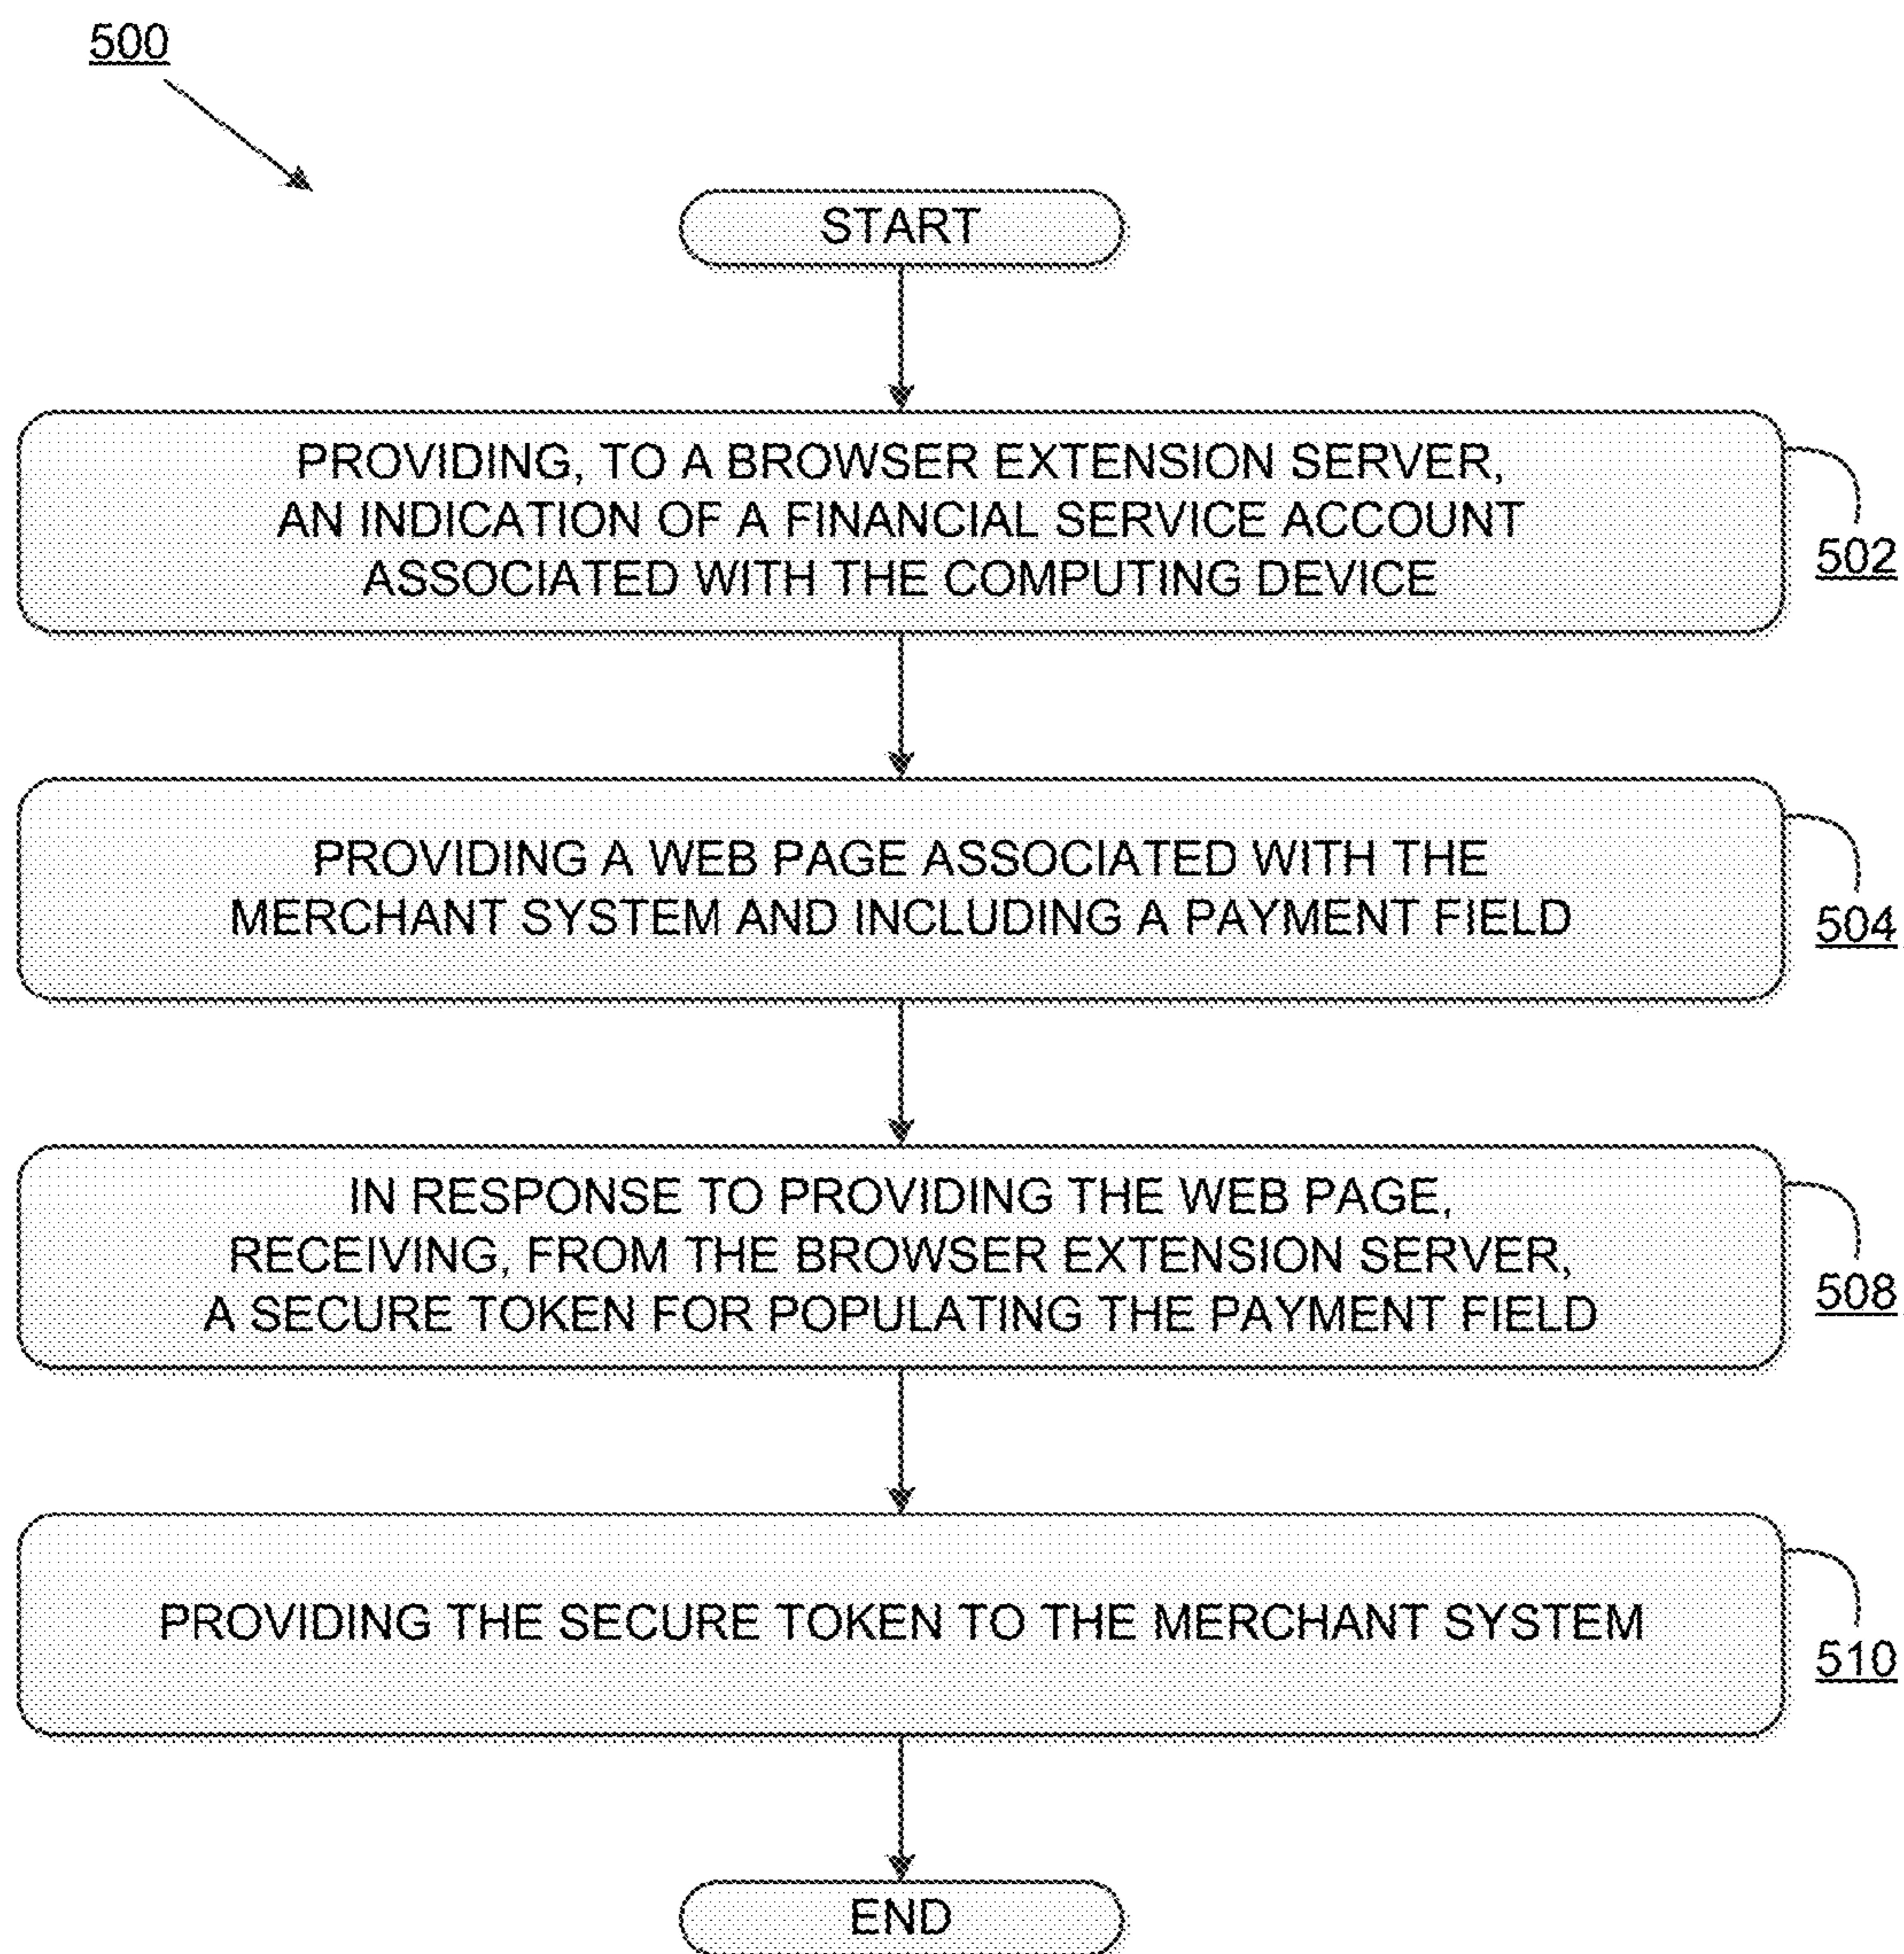 500
START
PROVIDING, TO A BROWSER EXTENSION SERVER,
AN INDICATION OF A FINANCIAL SERVICE ACCOUNT
ASSOCIATED WITH THE COMPUTING DEVICE
502
PROVIDING A WEB PAGE ASSOCIATED WITH THE
MERCHANT SYSTEM AND INCLUDING A PAYMENT FIELD
504
IN RESPONSE TO PROVIDING THE WEB PAGE,
RECEIVING, FROM THE BROWSER EXTENSION SERVER,
A SECURE TOKEN FOR POPULATING THE PAYMENT FIELD
508
PROVIDING THE SECURE TOKEN TO THE MERCHANT SYSTEM
510
END